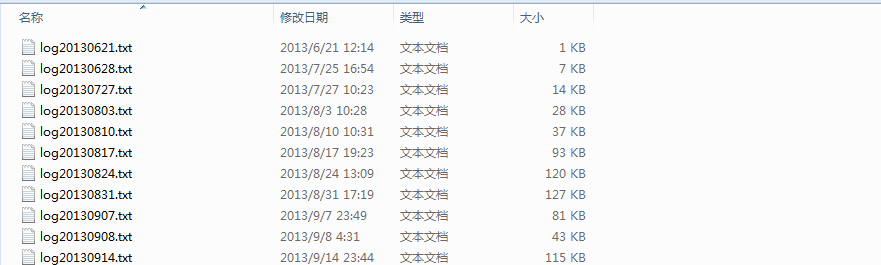 名称 修改日期 类型 大小
log20130621.txt 2013/6/21 12:14 文本文档 1 KB
log20130628.txt 2013/7/25 16:54 文本文档 7 KB
log20130727.txt 2013/7/27 10:23 文本文档 14 KB
log20130803.txt 2013/8/3 10:28 文本文档 28 KB
log20130810.txt 2013/8/10 10:31 文本文档 37 KB
log20130817.txt 2013/8/17 19:23 文本文档 93 KB
log20130824.txt 2013/8/24 13:09 文本文档 120 KB
log20130831.txt 2013/8/31 17:19 文本文档 127 KB
log20130907.txt 2013/9/7 23:49 文本文档 81 KB
log20130908.txt 2013/9/8 4:31 文本文档 43 KB
log20130914.txt 2013/9/14 23:44 文本文档 115 KB